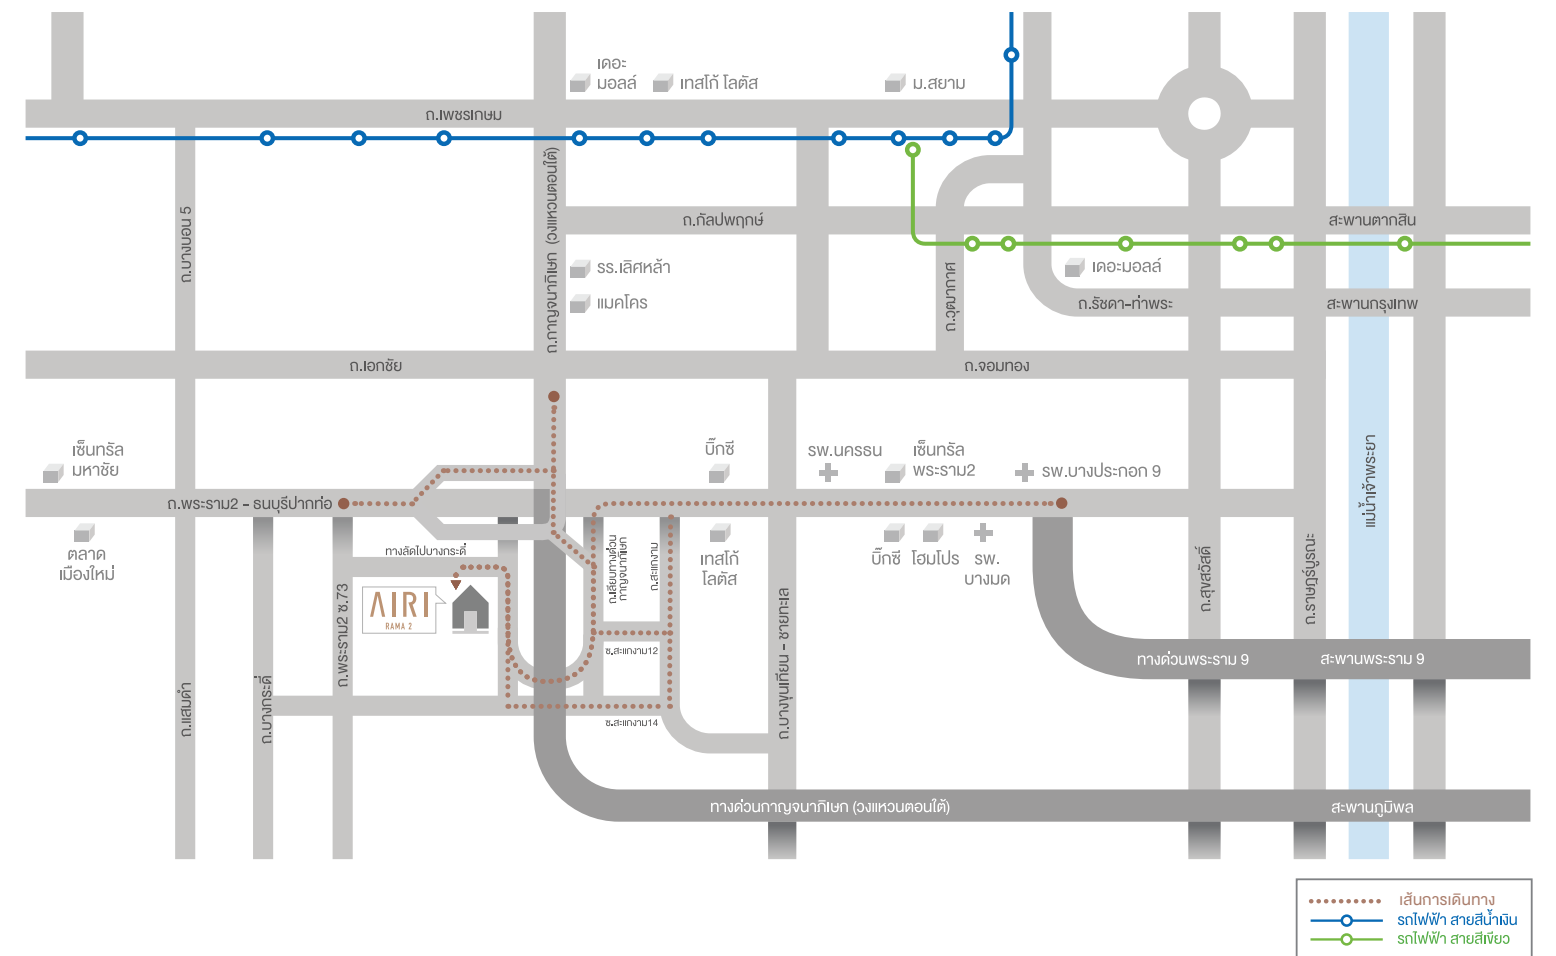 เดอะ
มอลล์
เทสโก้ โลตัส
ม.สยาม
ถ.เพชรเกษม
ถ.กาญจนาภิเษก (วงแหวนตอนใต้)
ถ.บางบอน 5
ถ.กัลปพฤกษ์
สะพานตากสิน
รร.เลิศหล้า
แมคโคร
ถ.วุฒากาศ
เดอะมอลล์
ถ.รัชดา-ท่าพระ
สะพานกรุงเทพ
ถ.เอกชัย
ถ.จอมทอง
เซ็นทรัล
มหาชัย
บิ๊กซี
รพ.นครธน
เซ็นทรัล
พระราม2
รพ.บางประกอก 9
แม่น้ำเจ้าพระยา
ถ.พระราม2 - ธนบุรีปากท่อ
ตลาด
เมืองใหม่
ทางลัดไปบางกระดี่
ถ.เลียบทางด่วน
กาญจนาภิเษก
ถ.สะแกงาม
เทสโก้
โลตัส
บิ๊กซี
โฮมโปร
รพ.
บางมด
ถ.สุขสวัสดิ์
ถ.ราษฎร์บูรณะ
AIRI
RAMA 2
ถ.พระราม2 ซ.73
ซ.สะแกงาม12
ถ.บางขุนเทียน - ชายทะเล
ทางด่วนพระราม 9
สะพานพระราม 9
ถ.แสมดำ
ถ.บางกระดี่
ซ.สะแกงาม14
ทางด่วนกาญจนาภิเษก (วงแหวนตอนใต้)
สะพานภูมิพล
เส้นการเดินทาง
รถไฟฟ้า สายสีน้ำเงิน
รถไฟฟ้า สายสีเขียว